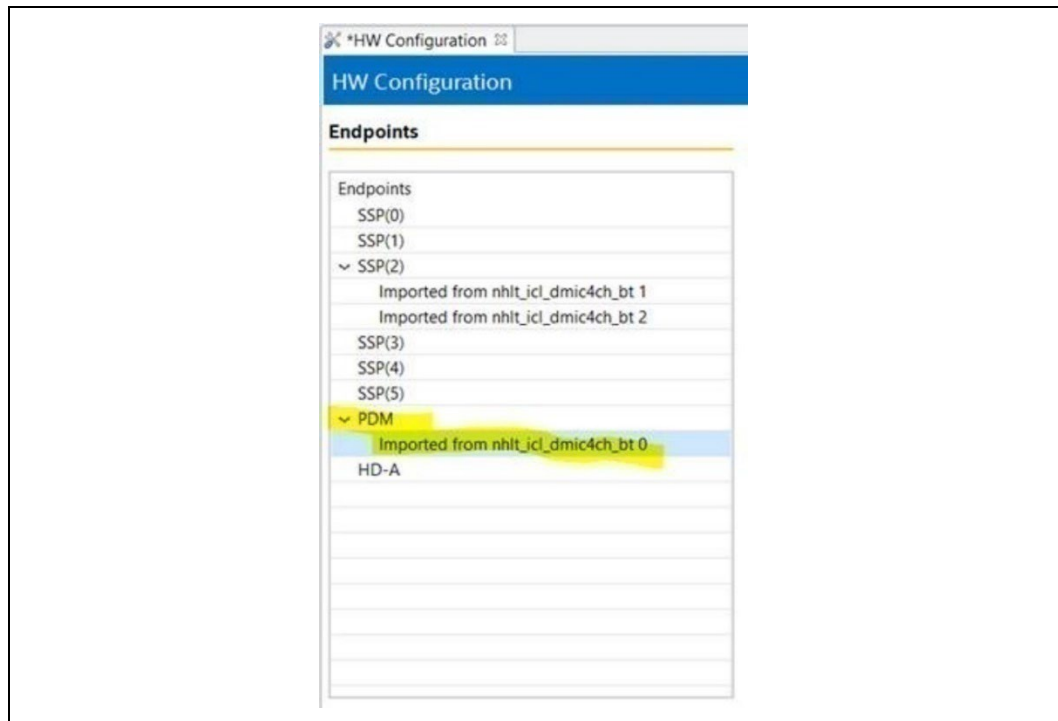 *HW Configuration
HW Configuration
Endpoints
Endpoints
SSP(0)
SSP(1)
SSP(2)
Imported from nhlt_icl_dmic4ch_bt 1
Imported from nhlt_icl_dmic4ch_bt 2
SSP(3)
SSP(4)
SSP(5)
PDM
Imported from nhlt_icl_dmic4ch_bt 0
HD-A